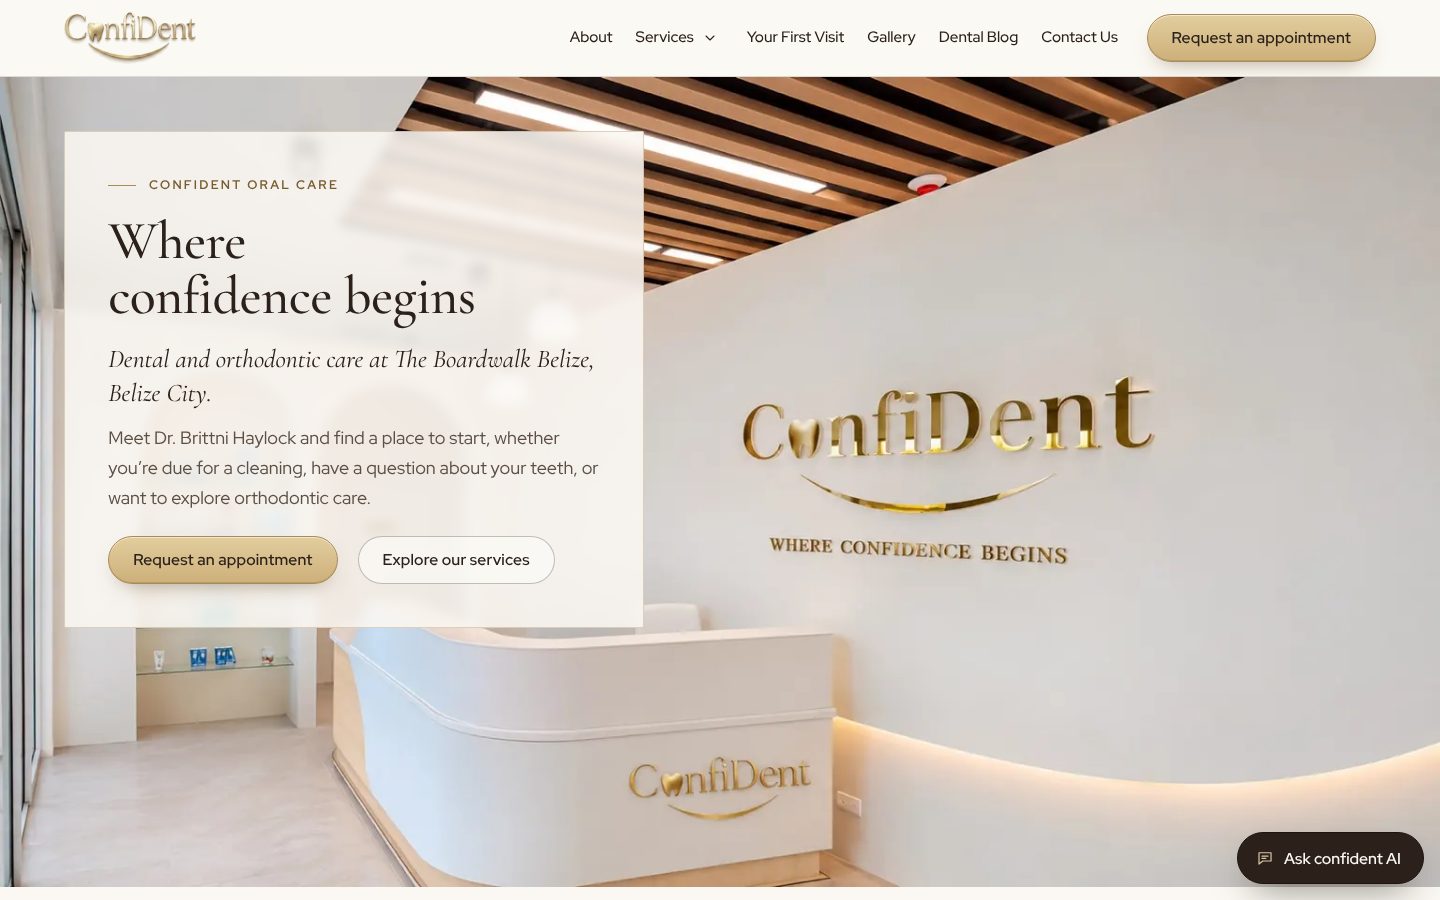 ConfiDent
About
Services
Your First Visit
Gallery
Dental Blog
Contact Us
Request an appointment
CONFIDENT ORAL CARE
Where
confidence begins
Dental and orthodontic care at The Boardwalk Belize,
Belize City.
Meet Dr. Brittni Haylock and find a place to start, whether
you’re due for a cleaning, have a question about your teeth, or
want to explore orthodontic care.
Request an appointment
Explore our services
ConfiDent
WHERE CONFIDENCE BEGINS
ConfiDent
Ask confident AI